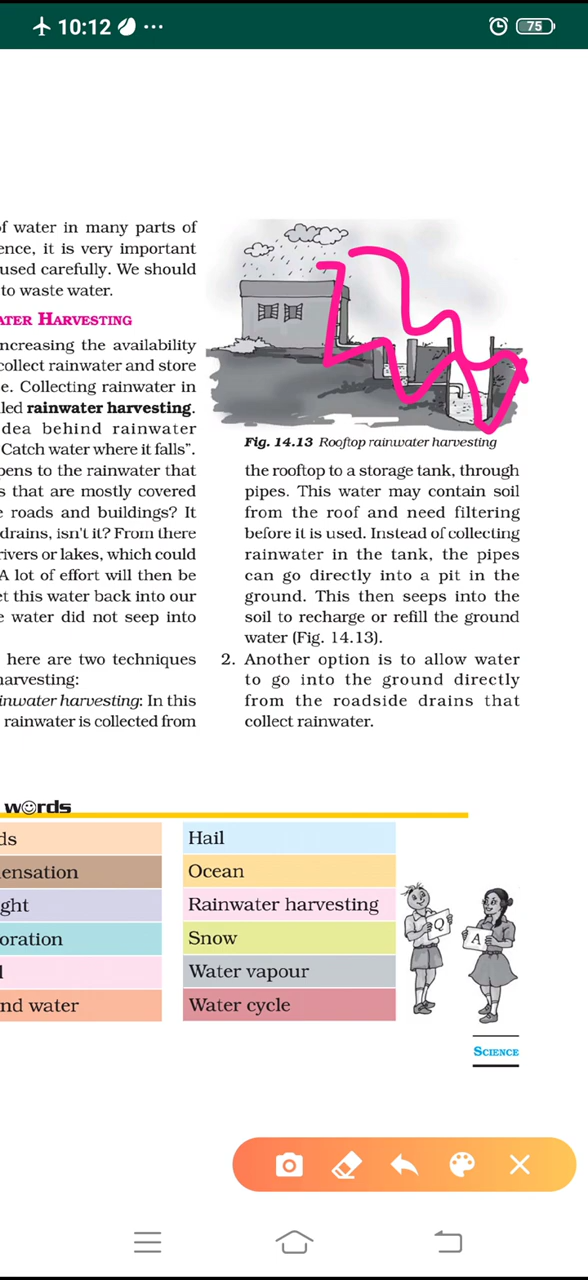 10:12 ...
75
f water in many parts of
ence, it is very important
used carefully. We should
to waste water.
ATER HARVESTING
ncreasing the availability
collect rainwater and store
e. Collecting rainwater in
led rainwater harvesting.
dea behind rainwater
Catch water where it falls”.
pens to the rainwater that
s that are mostly covered
e roads and buildings? It
drains, isn't it? From there
rivers or lakes, which could
A lot of effort will then be
et this water back into our
e water did not seep into
here are two techniques
narvesting:
inwater harvesting: In this
rainwater is collected from
Fig. 14.13 Rooftop rainwater harvesting
the rooftop to a storage tank, through
pipes. This water may contain soil
from the roof and need filtering
before it is used. Instead of collecting
rainwater in the tank, the pipes
can go directly into a pit in the
ground. This then seeps into the
soil to recharge or refill the ground
water (Fig. 14.13).
2. Another option is to allow water
to go into the ground directly
from the roadside drains that
collect rainwater.
words
ds
ensation
ght
oration
l
nd water
Hail
Ocean
Rainwater harvesting
Snow
Water vapour
Water cycle
Q
A
SCIENCE